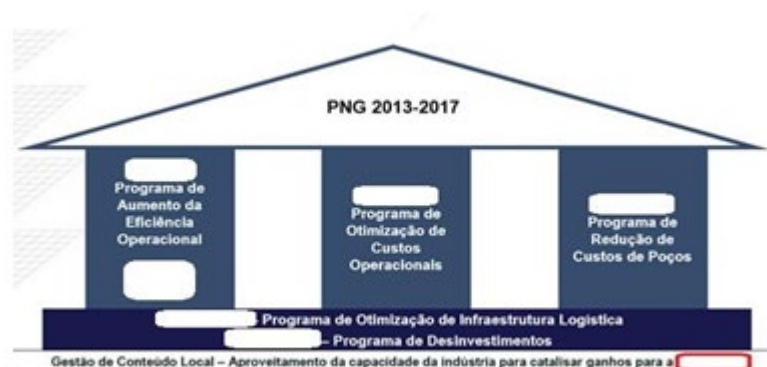 PNG 2013-2017
Programa de
Aumento da
Eficiência
Operacional
Programa de
Otimização de
Custos
Operacionais
Programa de
Redução de
Custos de Poços
- Programa de Otimização de Infraestrutura Logística
– Programa de Desinvestimentos
Gestão de Conteúdo Local – Aproveitamento da capacidade da indústria para catalisar ganhos para a